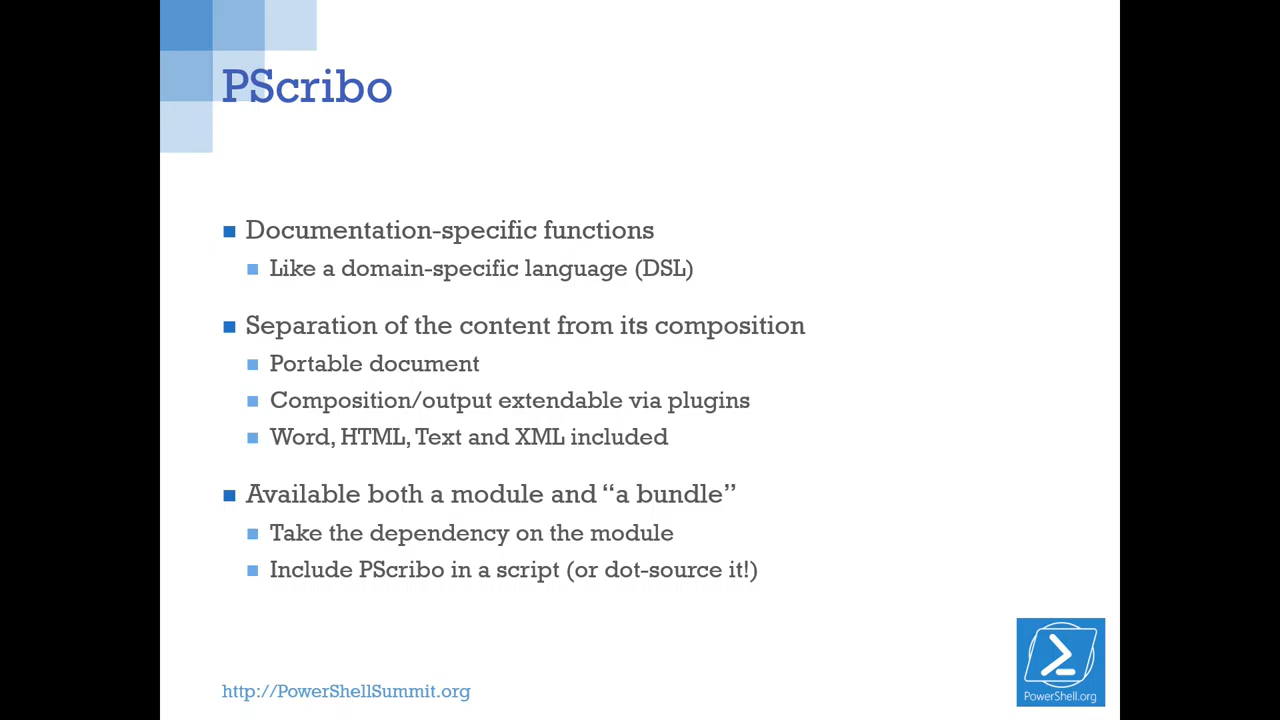 PScribo
Documentation-specific functions
Like a domain-specific language (DSL)
Separation of the content from its composition
Portable document
Composition/output extendable via plugins
Word, HTML, Text and XML included
Available both a module and “a bundle”
Take the dependency on the module
Include PScribo in a script (or dot-source it!)
http://PowerShellSummit.org
PowerShell.org